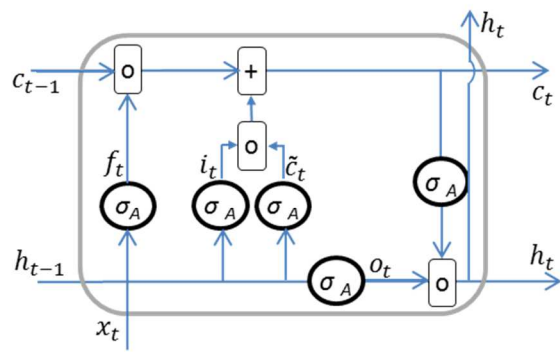 h_t
o + c_{t-1} c_t
o
f_t i_t c̃_t
σ_A σ_A σ_A σ_A
h_{t-1} σ_A o_t o h_t
x_t